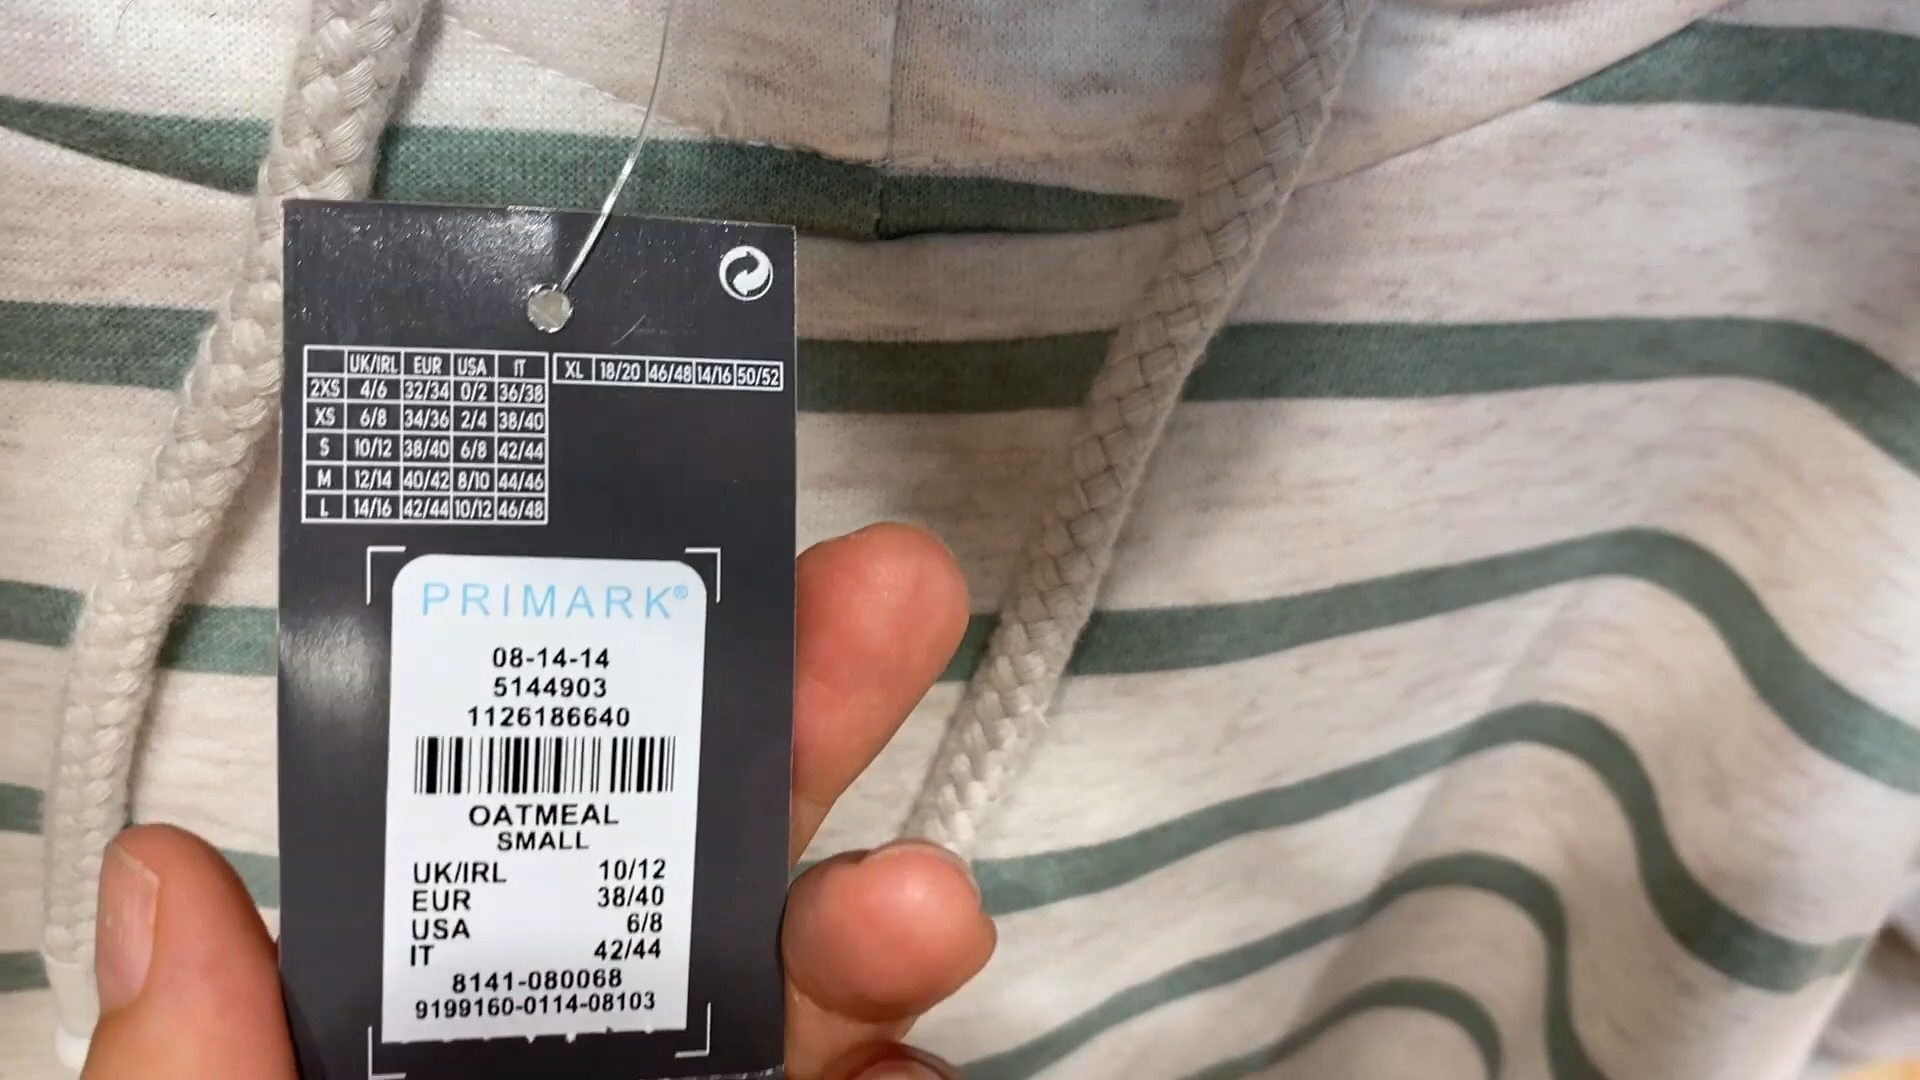 UK/IRL EUR USA IT
2XS 4/6 32/34 0/2 36/38
XS 6/8 34/36 2/4 38/40
S 10/12 38/40 6/8 42/44
M 12/14 40/42 8/10 44/46
L 14/16 42/44 10/12 46/48
XL 18/20 46/48 14/16 50/52
PRIMARK®
08-14-14
5144903
1126186640
OATMEAL
SMALL
UK/IRL 10/12
EUR 38/40
USA 6/8
IT 42/44
8141-080068
9199160-0114-08103